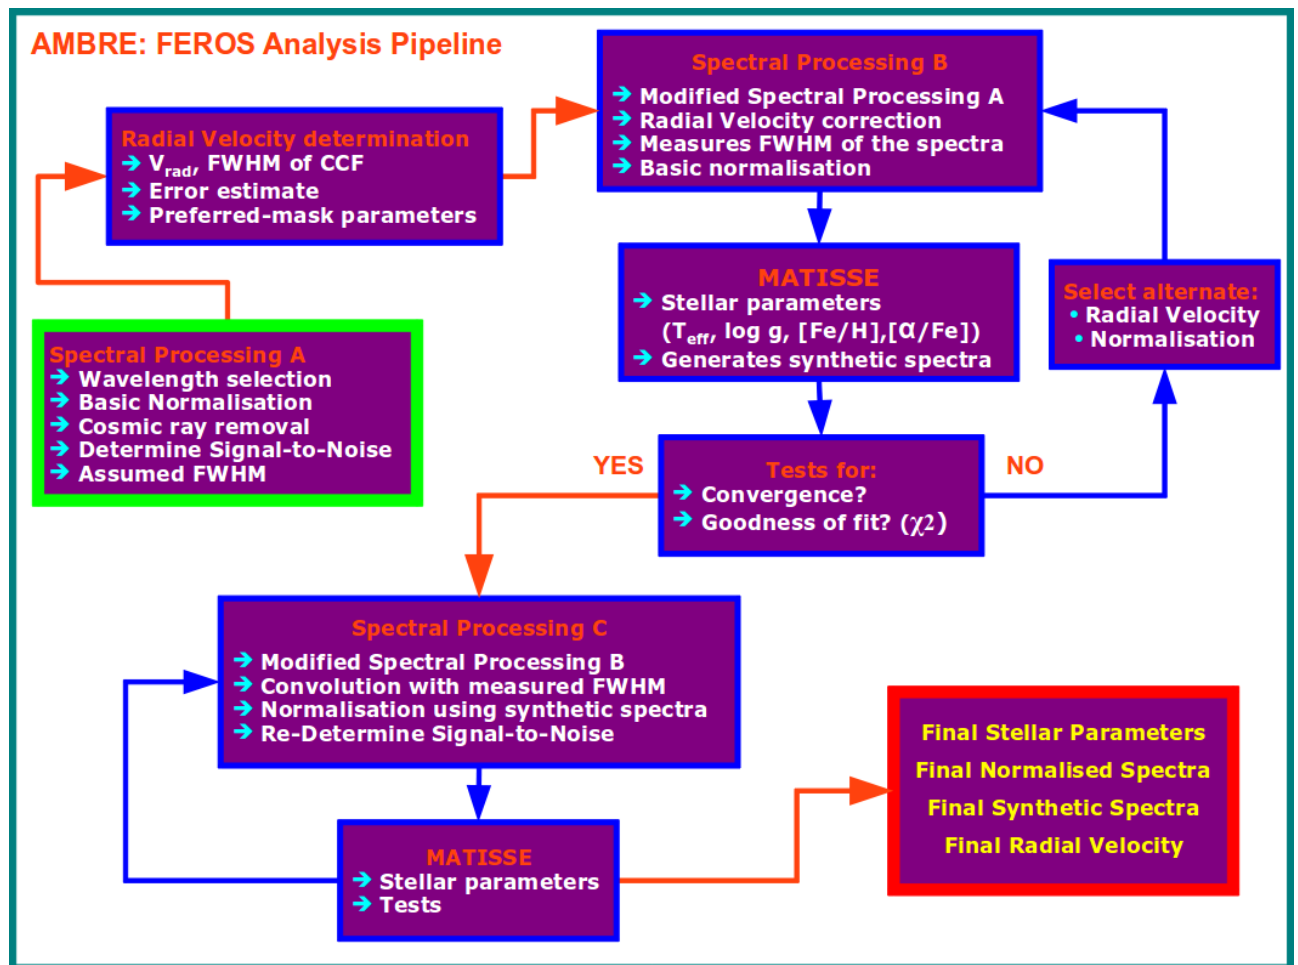 AMBRE: FEROS Analysis Pipeline
Spectral Processing B
Modified Spectral Processing A
Radial Velocity correction
Measures FWHM of the spectra
Basic normalisation
Radial Velocity determination
Vrad, FWHM of CCF
Error estimate
Preferred-mask parameters
MATISSE
Stellar parameters
(Teff, log g, [Fe/H],[α/Fe])
Generates synthetic spectra
Select alternate:
• Radial Velocity
• Normalisation
Spectral Processing A
Wavelength selection
Basic Normalisation
Cosmic ray removal
Determine Signal-to-Noise
Assumed FWHM
YES
Tests for:
Convergence?
Goodness of fit? (χ2)
NO
Spectral Processing C
Modified Spectral Processing B
Convolution with measured FWHM
Normalisation using synthetic spectra
Re-Determine Signal-to-Noise
MATISSE
Stellar parameters
Tests
Final Stellar Parameters
Final Normalised Spectra
Final Synthetic Spectra
Final Radial Velocity